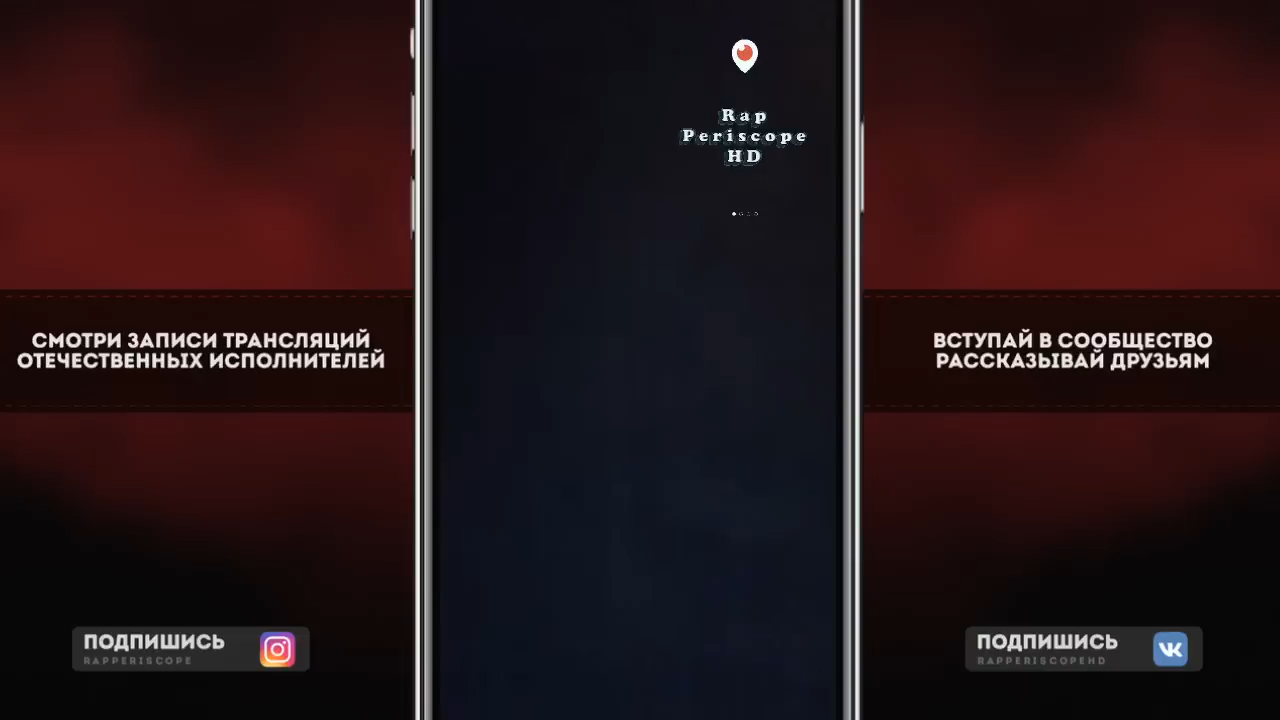 Rap
Periscope
HD
СМОТРИ ЗАПИСИ ТРАНСЛЯЦИЙ
ОТЕЧЕСТВЕННЫХ ИСПОЛНИТЕЛЕЙ
ВСТУПАЙ В СООБЩЕСТВО
РАССКАЗЫВАЙ ДРУЗЬЯМ
ПОДПИШИСЬ
RAPPERISCOPE
ПОДПИШИСЬ
RAPPERISCOPEHD